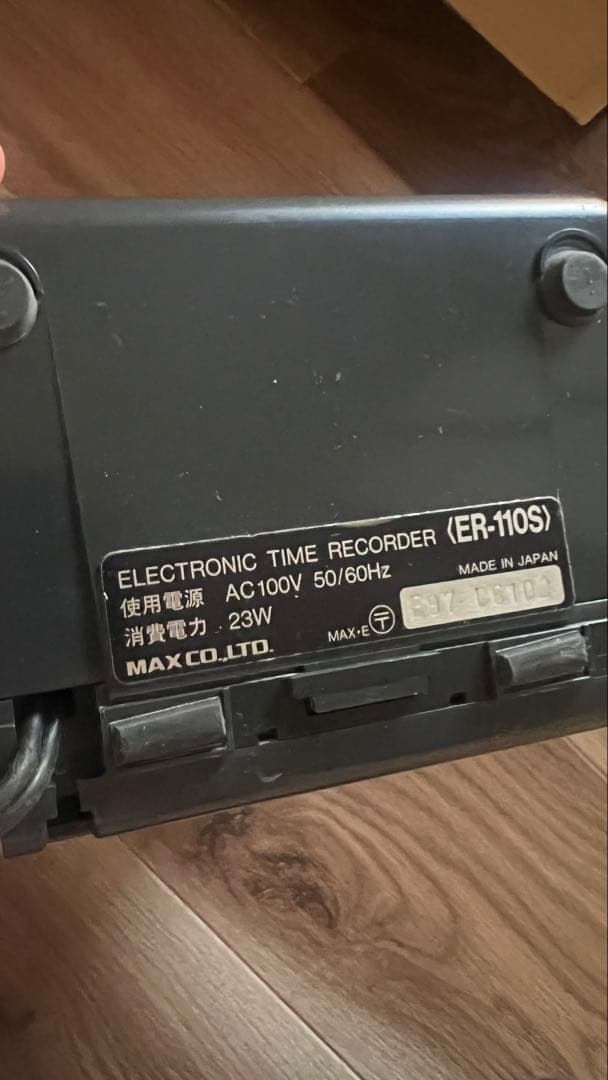 ELECTRONIC TIME RECORDER〈ER-110S〉
使用電源 AC100V 50/60Hz
MADE IN JAPAN
消費電力 23W
MAX・E 〒
MAX CO.,LTD.